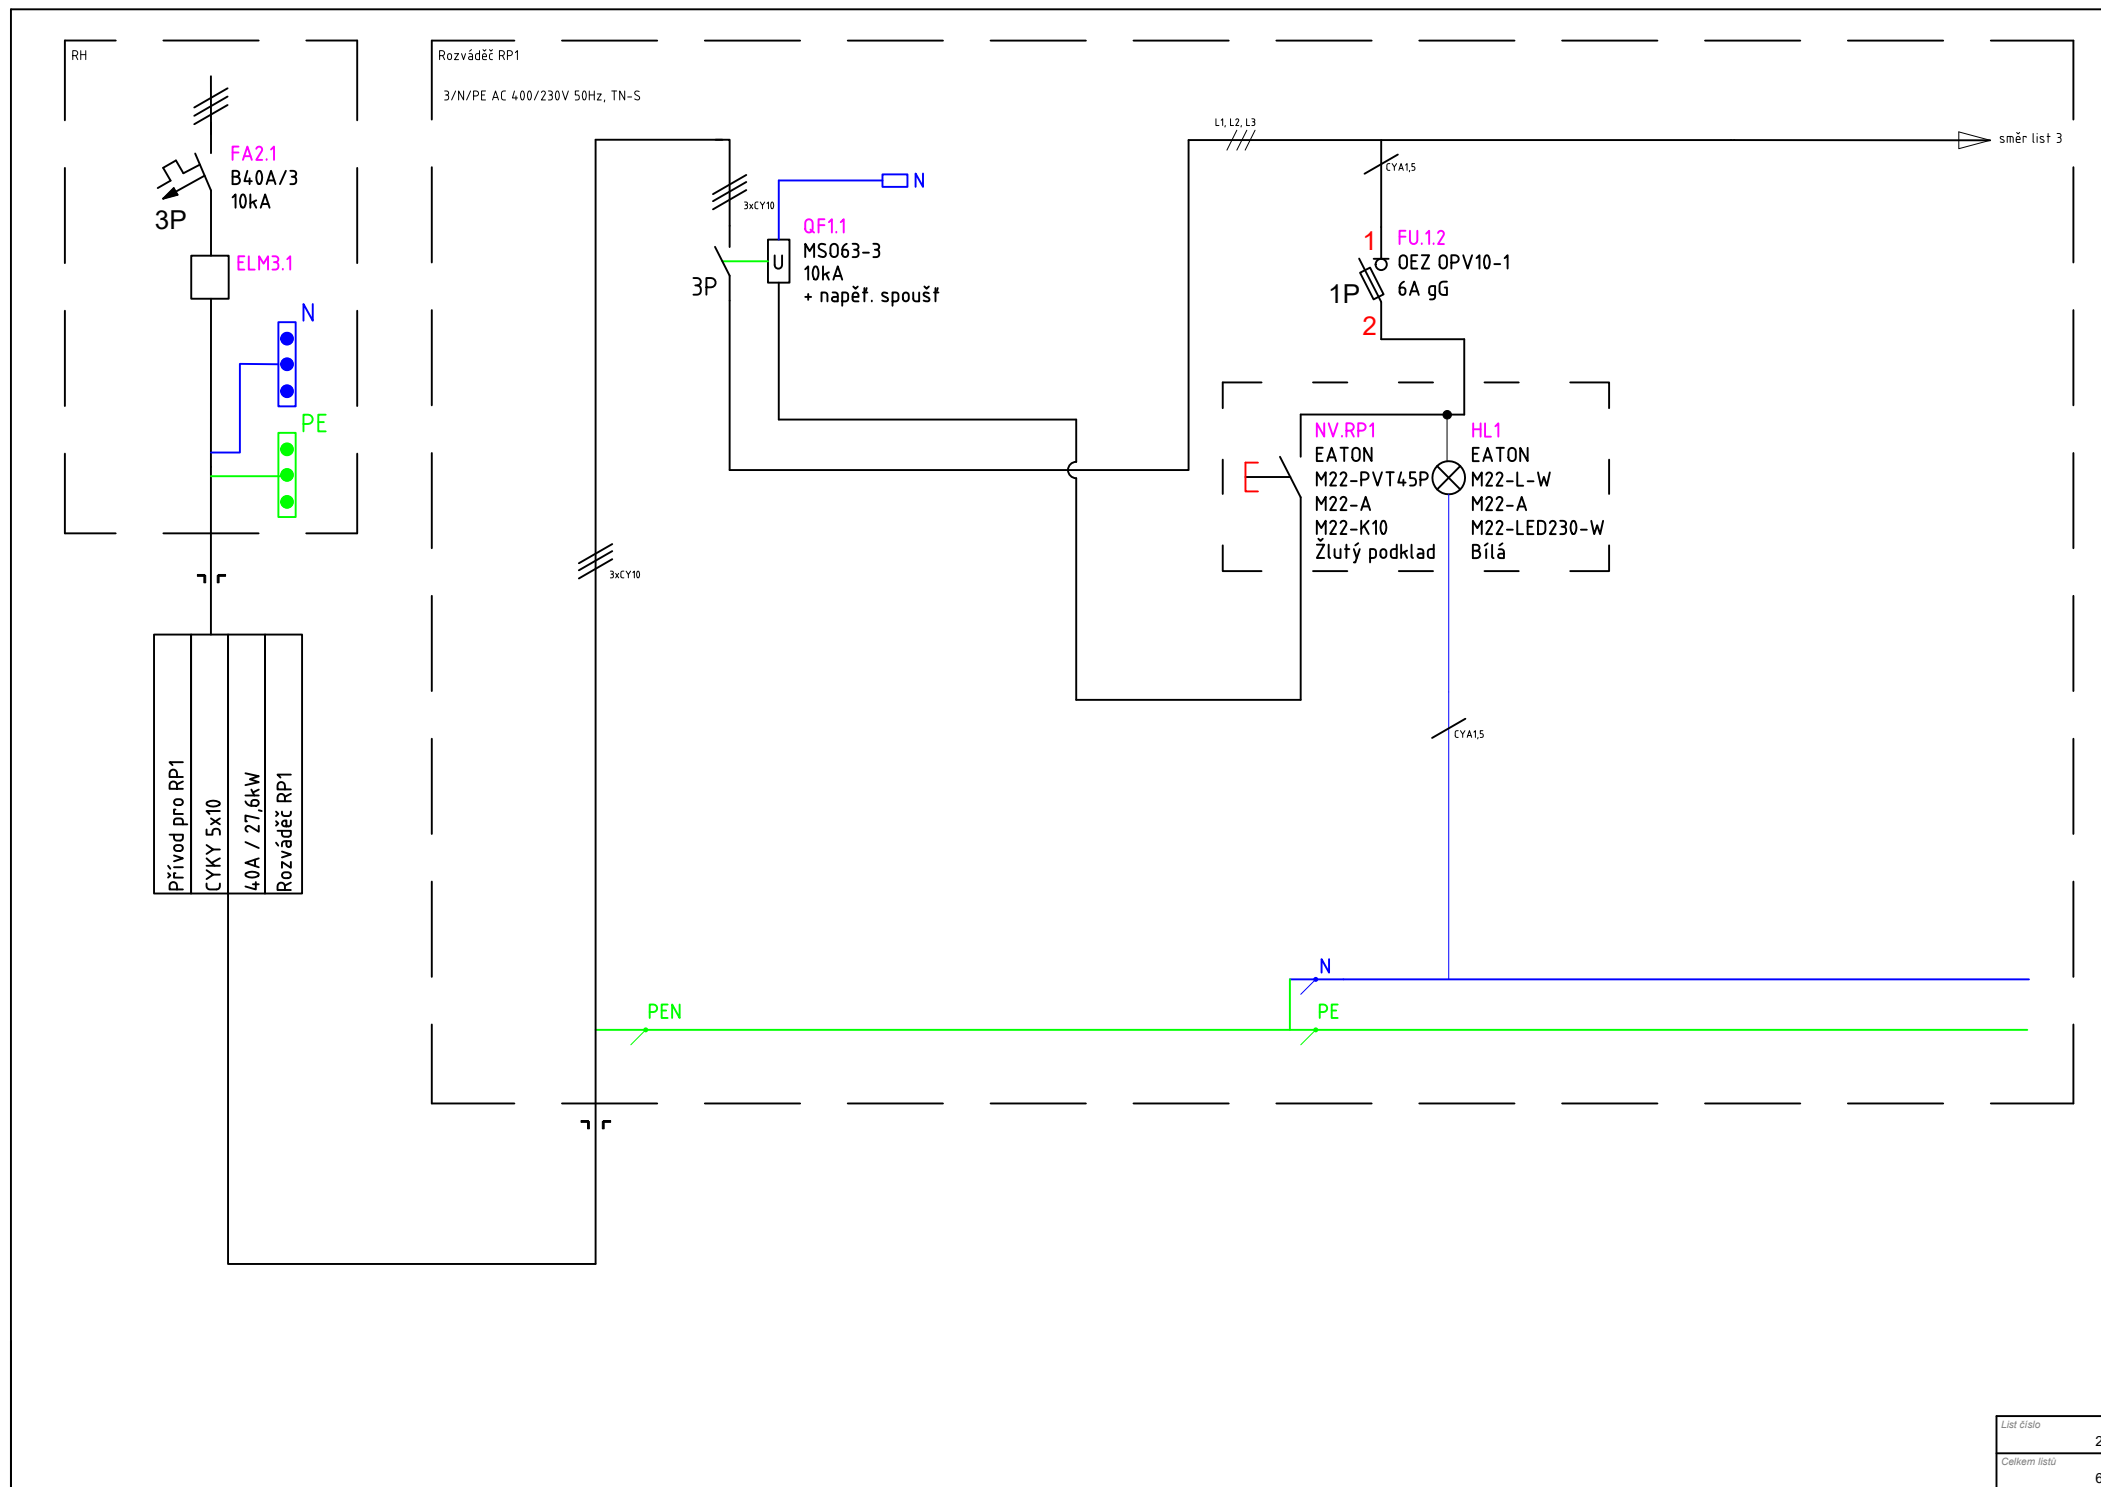 RH
FA2.1
B40A/3
10kA
3P
ELM3.1
N
PE
Přívod pro RP1
CYKY 5x10
40A / 27,6kW
Rozváděč RP1
Rozváděč RP1
3/N/PE AC 400/230V 50Hz, TN-S
3xCY10
3xCY10
N
QF1.1
MSO63-3
10kA
+ napěť. spoušť
U
3P
L1, L2, L3
směr list 3
CYA1,5
1
FU.1.2
OEZ OPV10-1
6A gG
1P
2
NV.RP1
EATON
M22-PVT45P
M22-A
M22-K10
Žlutý podklad
HL1
EATON
M22-L-W
M22-A
M22-LED230-W
Bílá
CYA1,5
N
PEN
PE
List číslo
2
Celkem listů
6